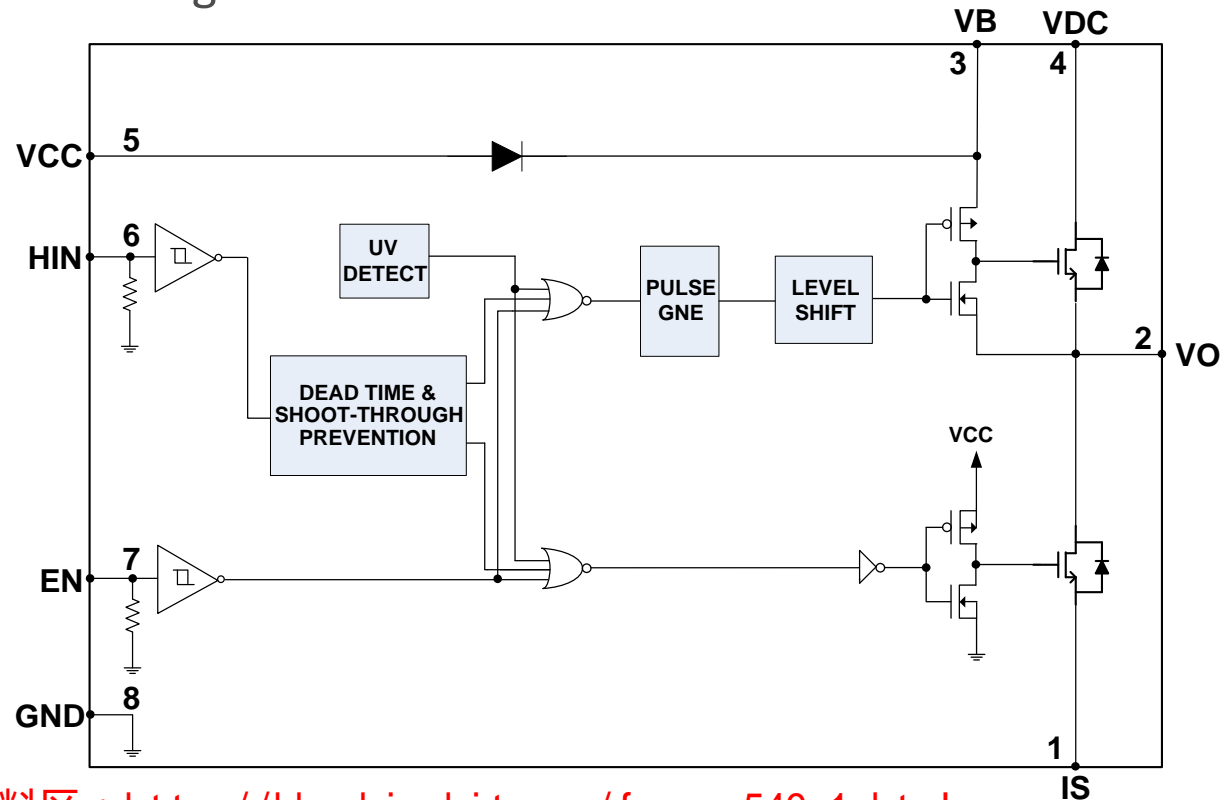 VB VDC
3 4
VCC 5
HIN 6
UV
DETECT
PULSE
GNE
LEVEL
SHIFT
2 VO
DEAD TIME &
SHOOT-THROUGH
PREVENTION
VCC
EN 7
GND 8
1
IS